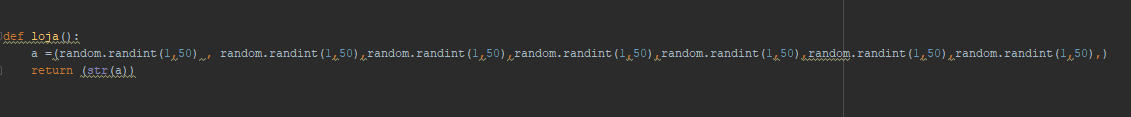 def loja():
    a =(random.randint(1,50) , random.randint(1,50),random.randint(1,50),random.randint(1,50),random.randint(1,50),random.randint(1,50),random.randint(1,50),)
    return (str(a))